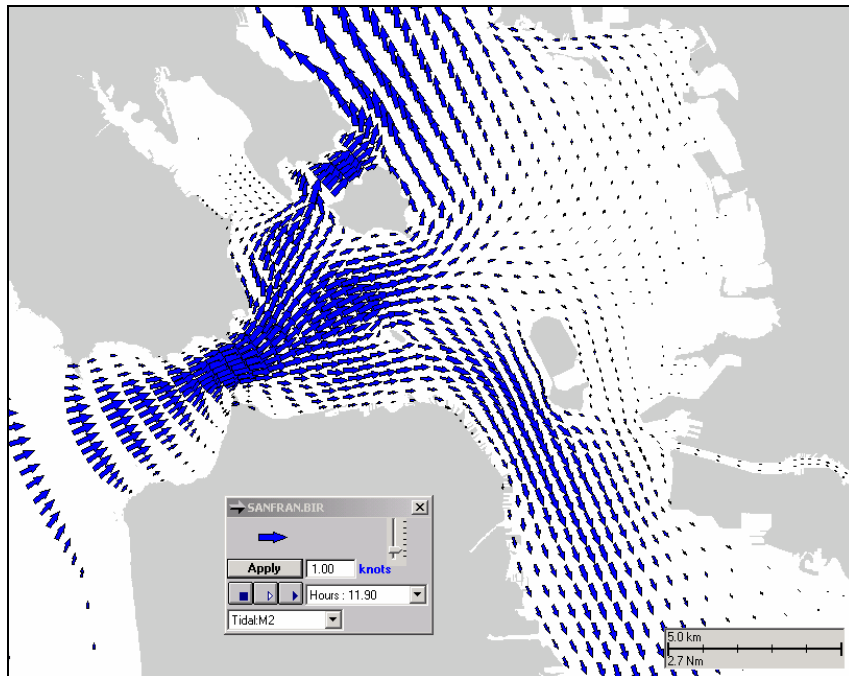 SANFRAN.BIR
Apply 1.00 knots
Hours : 11.90
Tidal:M2
5.0 km
2.7 Nm